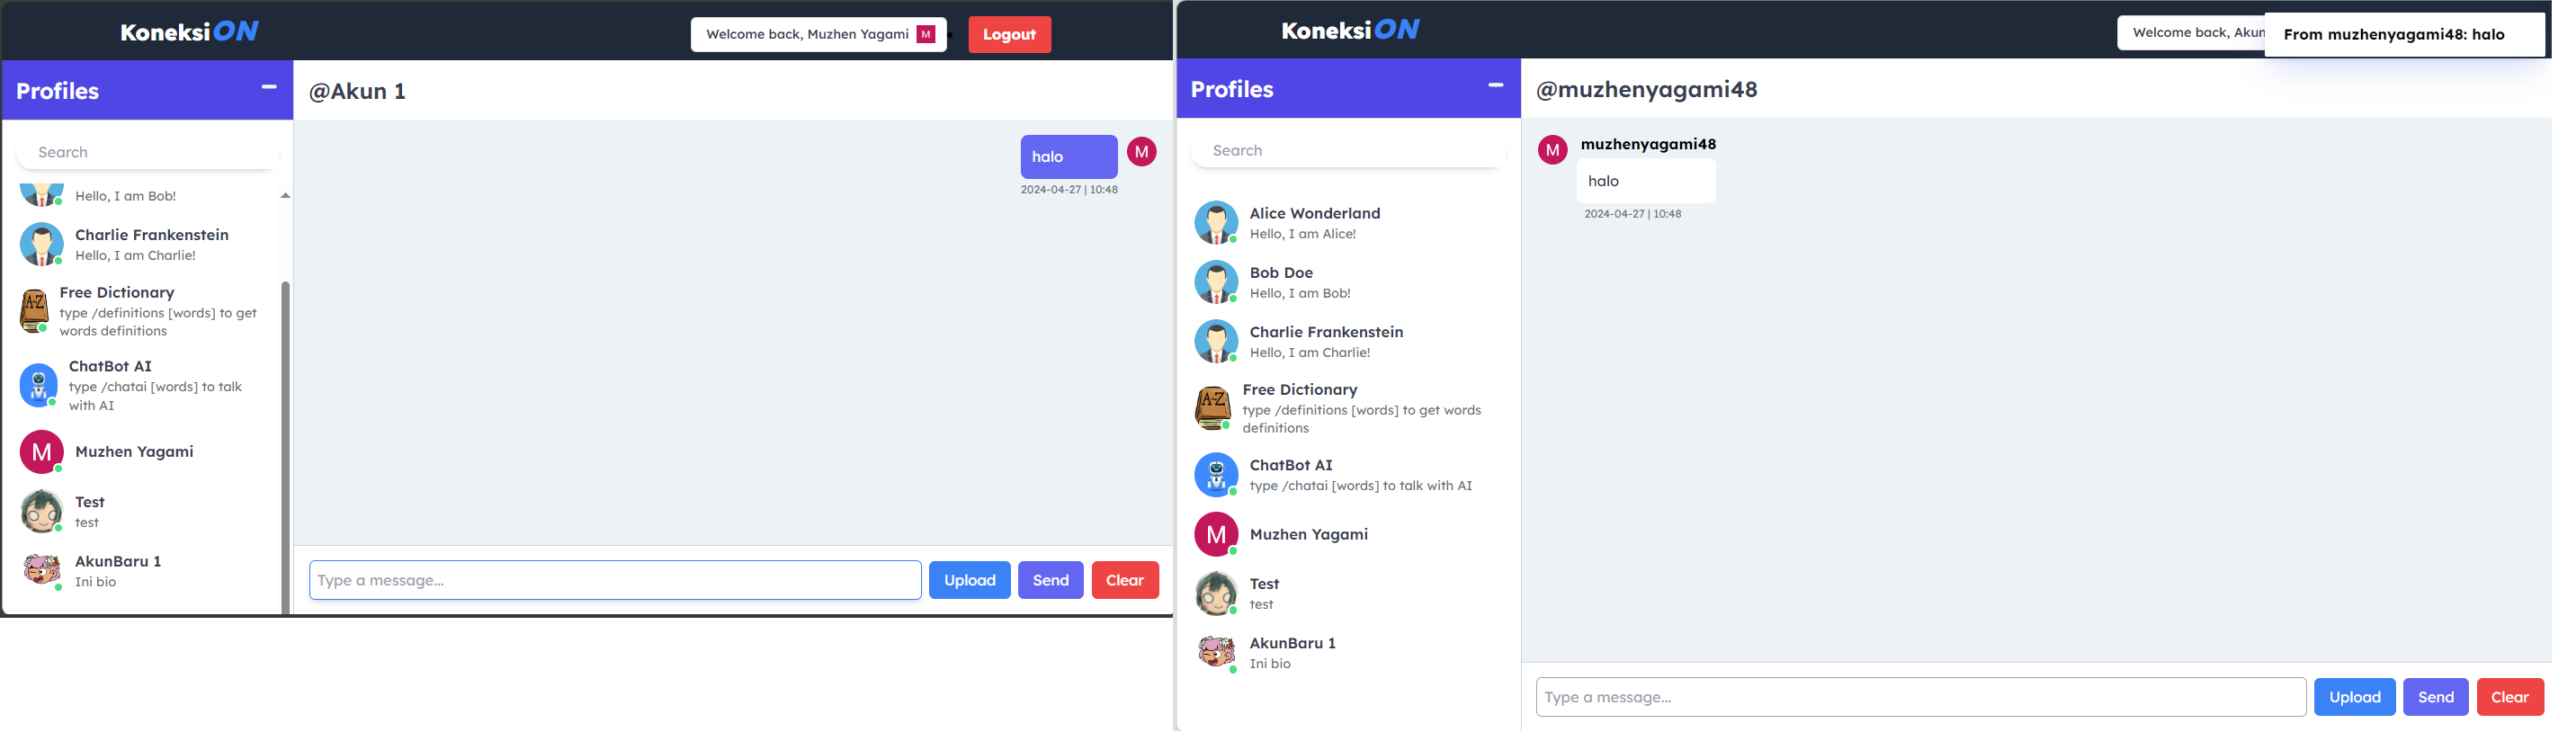 KoneksiON
Welcome back, Muzhen Yagami M
Logout
Profiles
@Akun 1
Search
Hello, I am Bob!
Charlie Frankenstein
Hello, I am Charlie!
A-Z
Free Dictionary
type /definitions [words] to get
words definitions
ChatBot AI
type /chatai [words] to talk
with AI
M
Muzhen Yagami
Test
test
AkunBaru 1
Ini bio
halo
M
2024-04-27 | 10:48
Type a message...
Upload
Send
Clear
KoneksiON
Welcome back, Akun
From muzhenyagami48: halo
Profiles
@muzhenyagami48
Search
Alice Wonderland
Hello, I am Alice!
Bob Doe
Hello, I am Bob!
Charlie Frankenstein
Hello, I am Charlie!
A-Z
Free Dictionary
type /definitions [words] to get words
definitions
ChatBot AI
type /chatai [words] to talk with AI
M
Muzhen Yagami
Test
test
AkunBaru 1
Ini bio
M
muzhenyagami48
halo
2024-04-27 | 10:48
Type a message...
Upload
Send
Clear